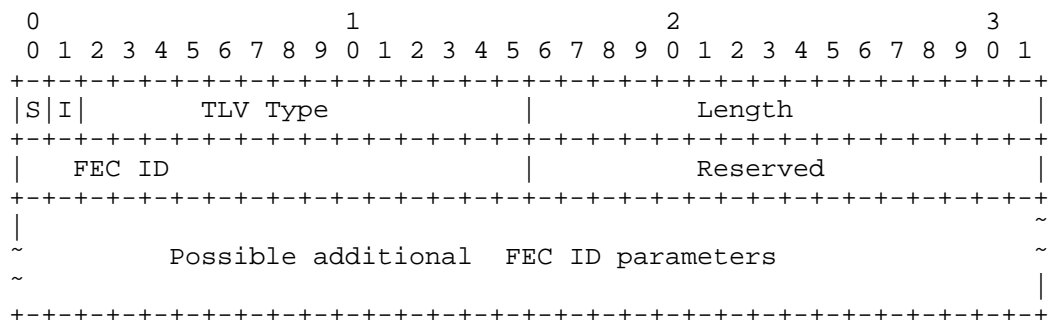 0                   1                   2                   3
 0 1 2 3 4 5 6 7 8 9 0 1 2 3 4 5 6 7 8 9 0 1 2 3 4 5 6 7 8 9 0 1
+-+-+-+-+-+-+-+-+-+-+-+-+-+-+-+-+-+-+-+-+-+-+-+-+-+-+-+-+-+-+-+-+
|S|I|       TLV Type            |          Length               |
+-+-+-+-+-+-+-+-+-+-+-+-+-+-+-+-+-+-+-+-+-+-+-+-+-+-+-+-+-+-+-+-+
|   FEC ID                      |          Reserved             |
+-+-+-+-+-+-+-+-+-+-+-+-+-+-+-+-+-+-+-+-+-+-+-+-+-+-+-+-+-+-+-+-+
|                                                               ~
~         Possible additional  FEC ID parameters                ~
~                                                               |
+-+-+-+-+-+-+-+-+-+-+-+-+-+-+-+-+-+-+-+-+-+-+-+-+-+-+-+-+-+-+-+-+